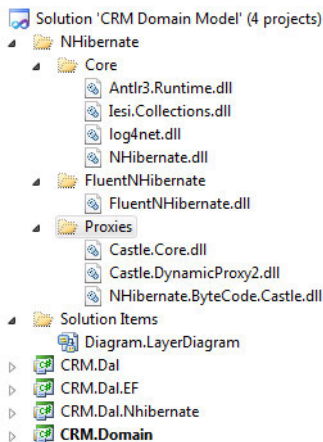 Solution 'CRM Domain Model' (4 projects)
NHibernate
Core
Antlr3.Runtime.dll
Iesi.Collections.dll
log4net.dll
NHibernate.dll
FluentNHibernate
FluentNHibernate.dll
Proxies
Castle.Core.dll
Castle.DynamicProxy2.dll
NHibernate.ByteCode.Castle.dll
Solution Items
Diagram.LayerDiagram
CRM.Dal
CRM.Dal.EF
CRM.Dal.Nhibernate
CRM.Domain